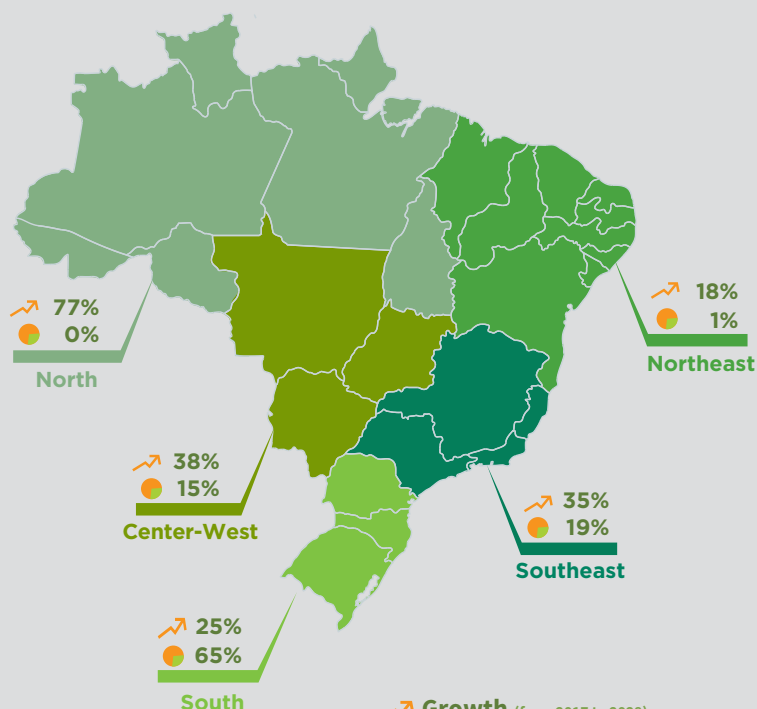 77%
0%
North
18%
1%
Northeast
38%
15%
Center-West
35%
19%
Southeast
25%
65%
South
Growth